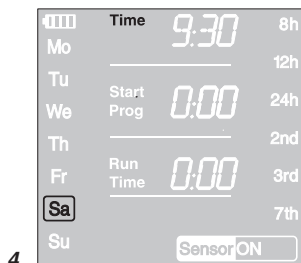 Time 9:30 8h
Mo
12h
Tu
Start
We Prog 0:00 24h
Th 2nd
Run
Fr Time 0:00 3rd
Sa 7th
Su Sensor ON
4